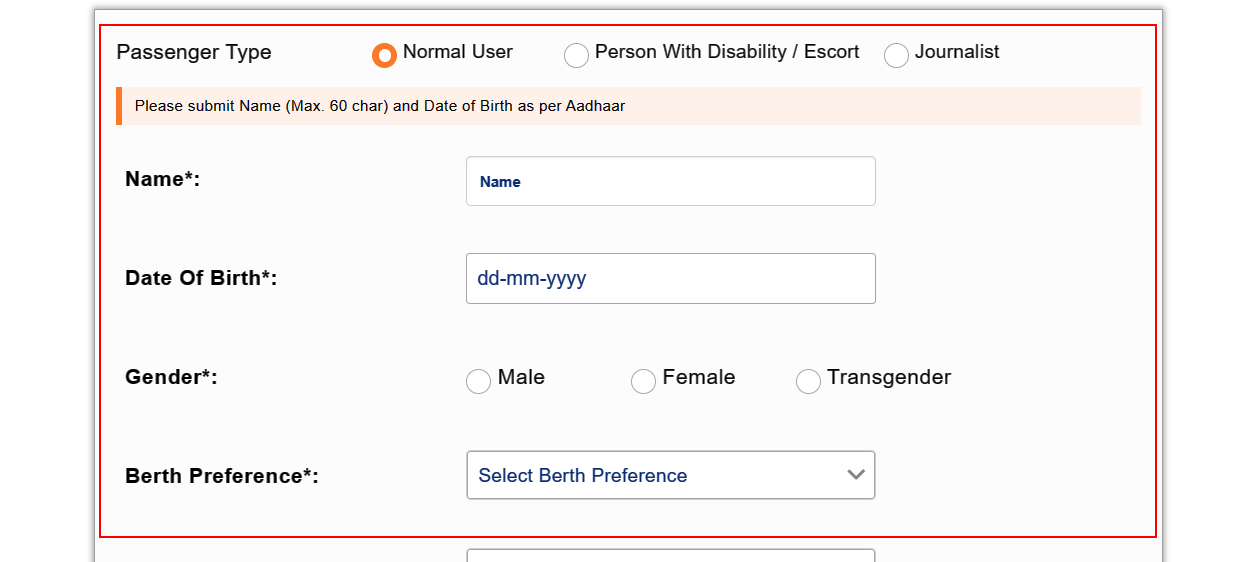 Passenger Type Normal User Person With Disability / Escort Journalist
Please submit Name (Max. 60 char) and Date of Birth as per Aadhaar
Name*: Name
Date Of Birth*: dd-mm-yyyy
Gender*: Male Female Transgender
Berth Preference*: Select Berth Preference